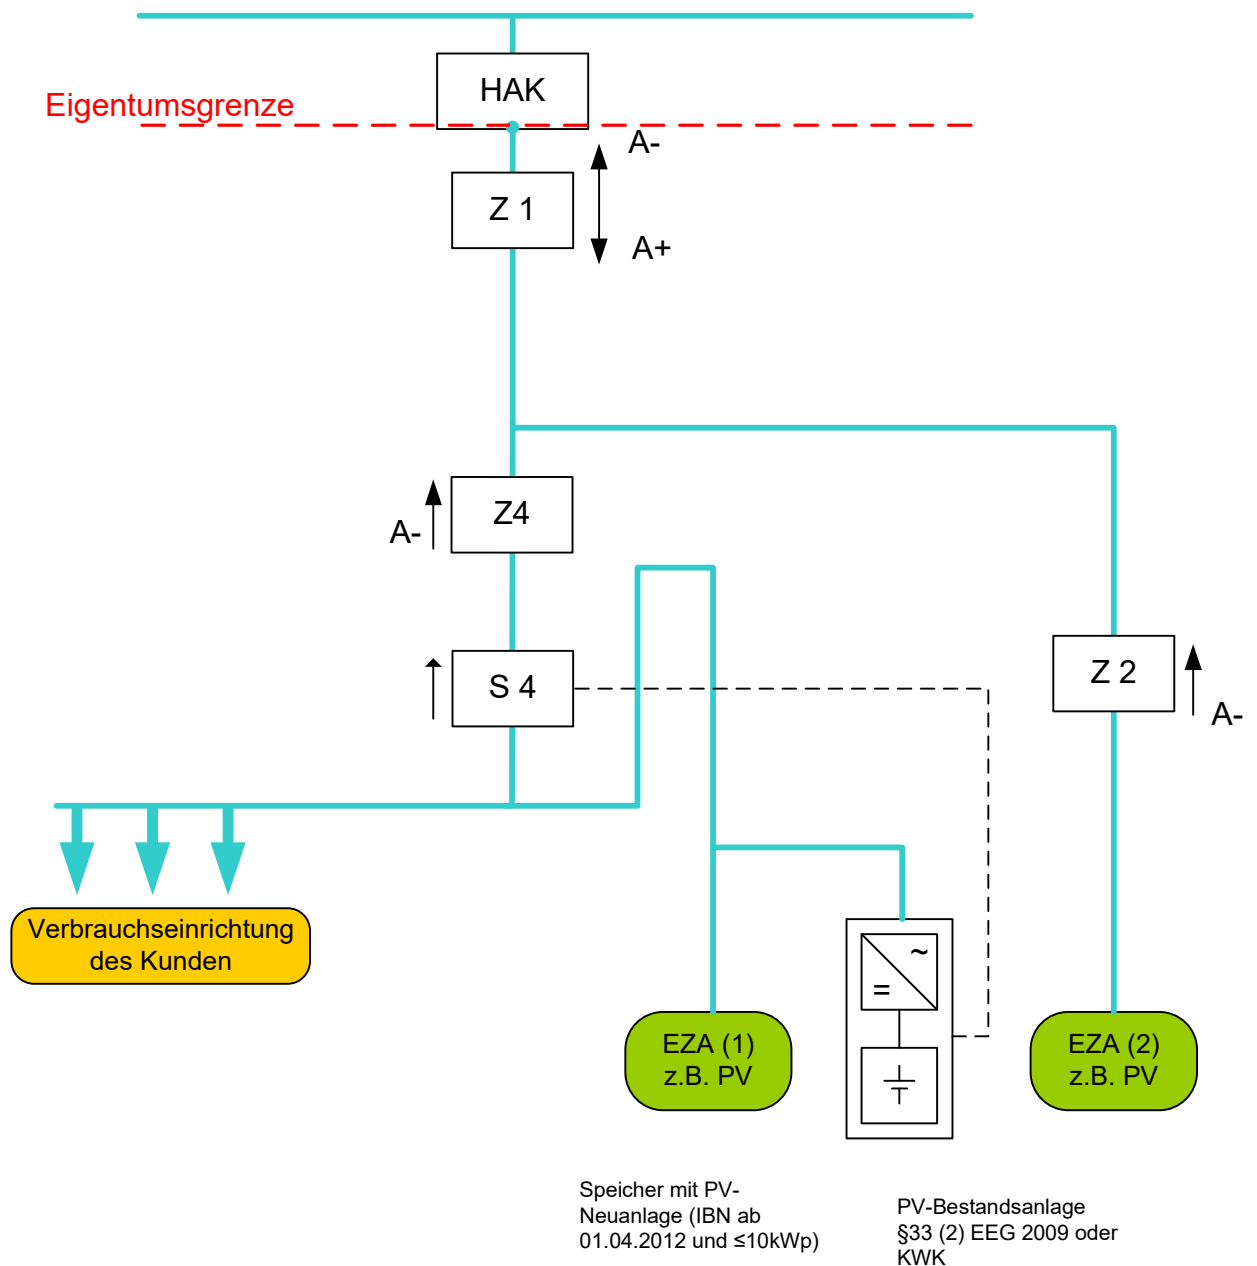 HAK
Eigentumsgrenze
A-
Z 1
A+
Z4
A-
S 4
Z 2
A-
Verbrauchseinrichtung
des Kunden
~
=
EZA (1)
z.B. PV
EZA (2)
z.B. PV
Speicher mit PV-
Neuanlage (IBN ab
01.04.2012 und ≤10kWp)
PV-Bestandsanlage
§33 (2) EEG 2009 oder
KWK